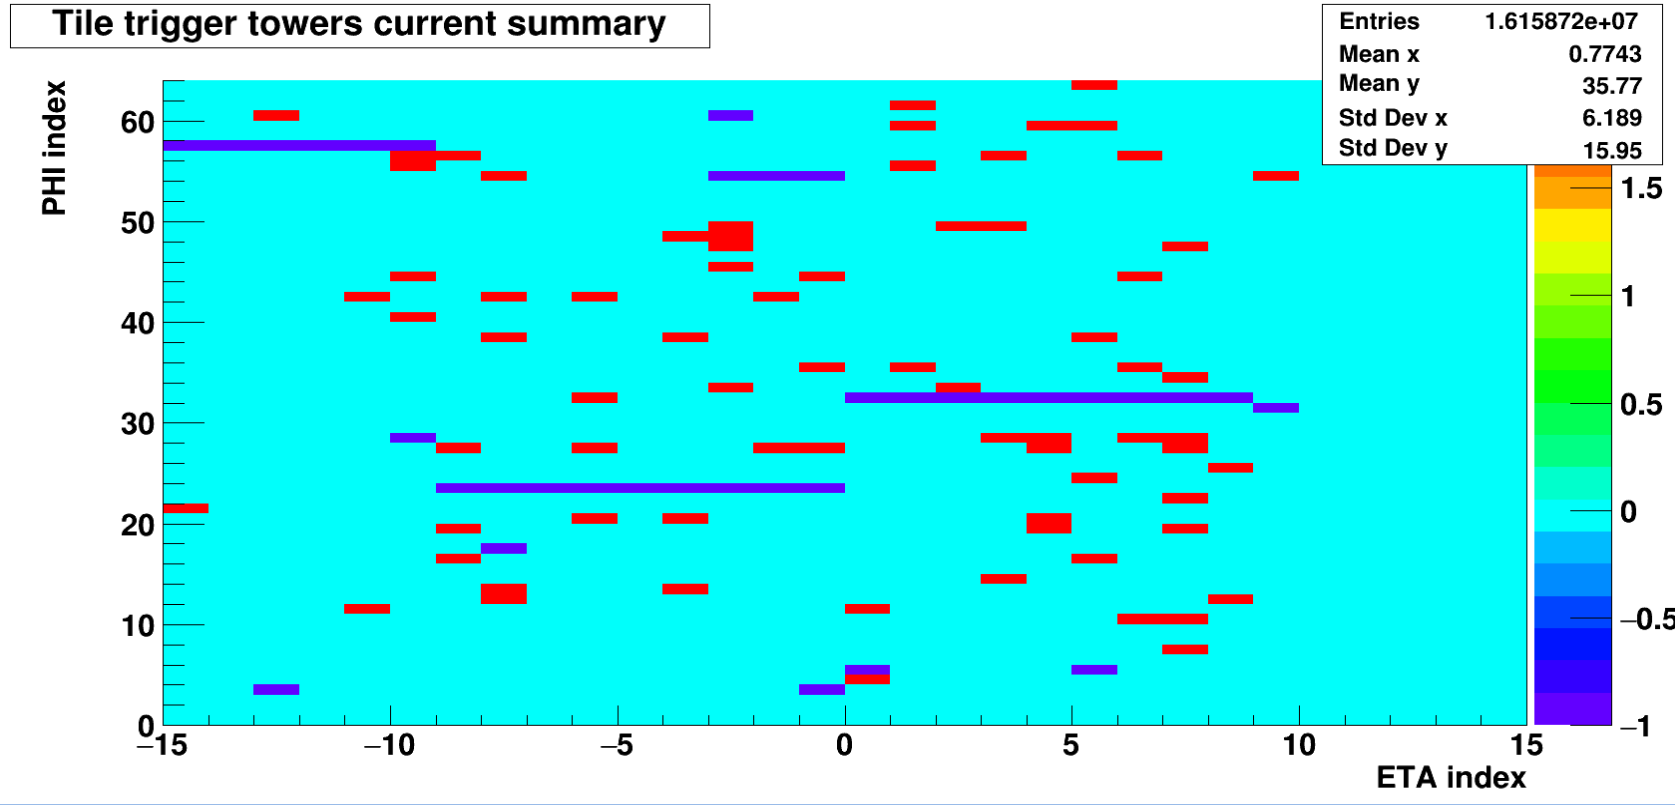 Tile trigger towers current summary
Entries 1.615872e+07
Mean x 0.7743
Mean y 35.77
Std Dev x 6.189
Std Dev y 15.95
PHI index
60
50
40
30
20
10
0
−15 −10 −5 0 5 10 15
ETA index
1.5
1
0.5
0
−0.5
−1